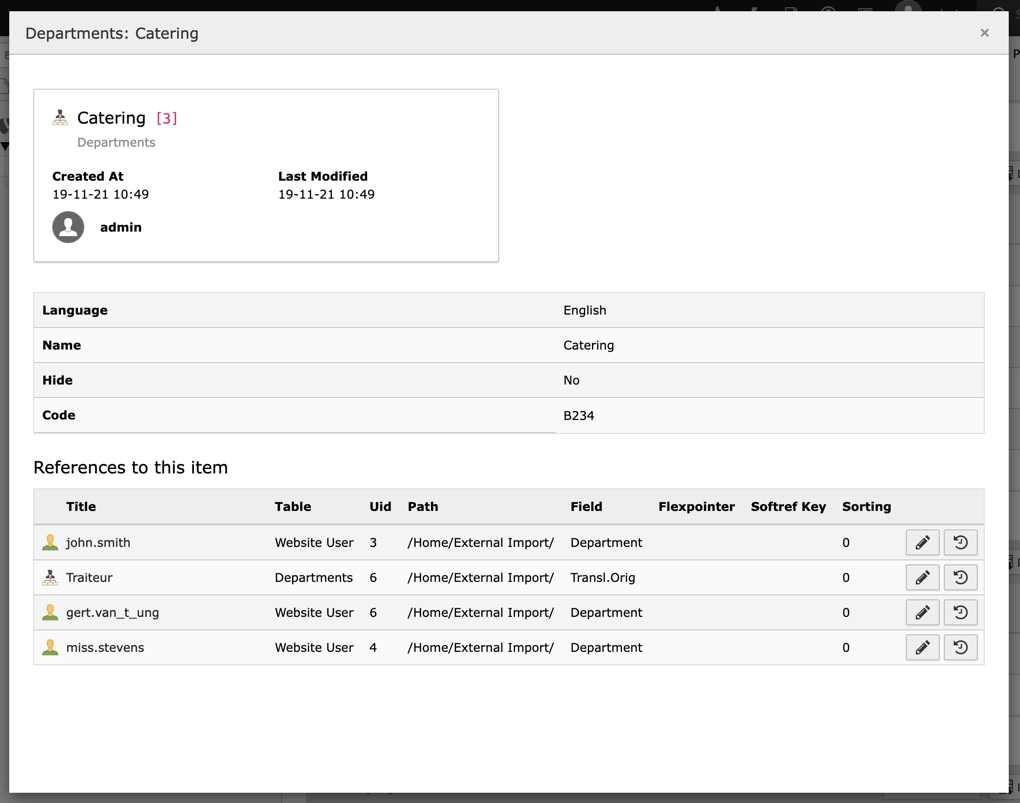 Departments: Catering ×
Catering [3]
Departments
Created At Last Modified
19-11-21 10:49 19-11-21 10:49
admin
Language English
Name Catering
Hide No
Code B234
References to this item
Title Table Uid Path Field Flexpointer Softref Key Sorting
john.smith Website User 3 /Home/External Import/ Department 0
Traiteur Departments 6 /Home/External Import/ Transl.Orig 0
gert.van_t_ung Website User 6 /Home/External Import/ Department 0
miss.stevens Website User 4 /Home/External Import/ Department 0